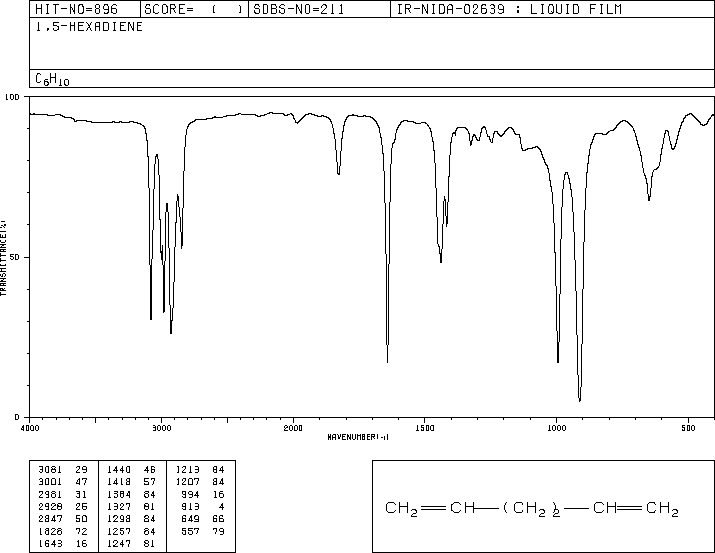 HIT-NO=896 SCORE= ( ) SDBS-NO=211 IR-NIDA-02639 : LIQUID FILM
1,5-HEXADIENE
C6H10
100
50
0
TRANSMITTANCE(%)
4000 3000 2000 1500 1000 500
WAVENUMBER(-1)
3081 29 1440 46 1213 84
3001 47 1418 57 1207 84
2981 31 1384 84 994 16
2928 25 1327 81 913 4
2847 50 1298 84 649 66
1828 72 1257 84 557 79
1643 16 1247 81
CH2=CH—(CH2)2—CH=CH2